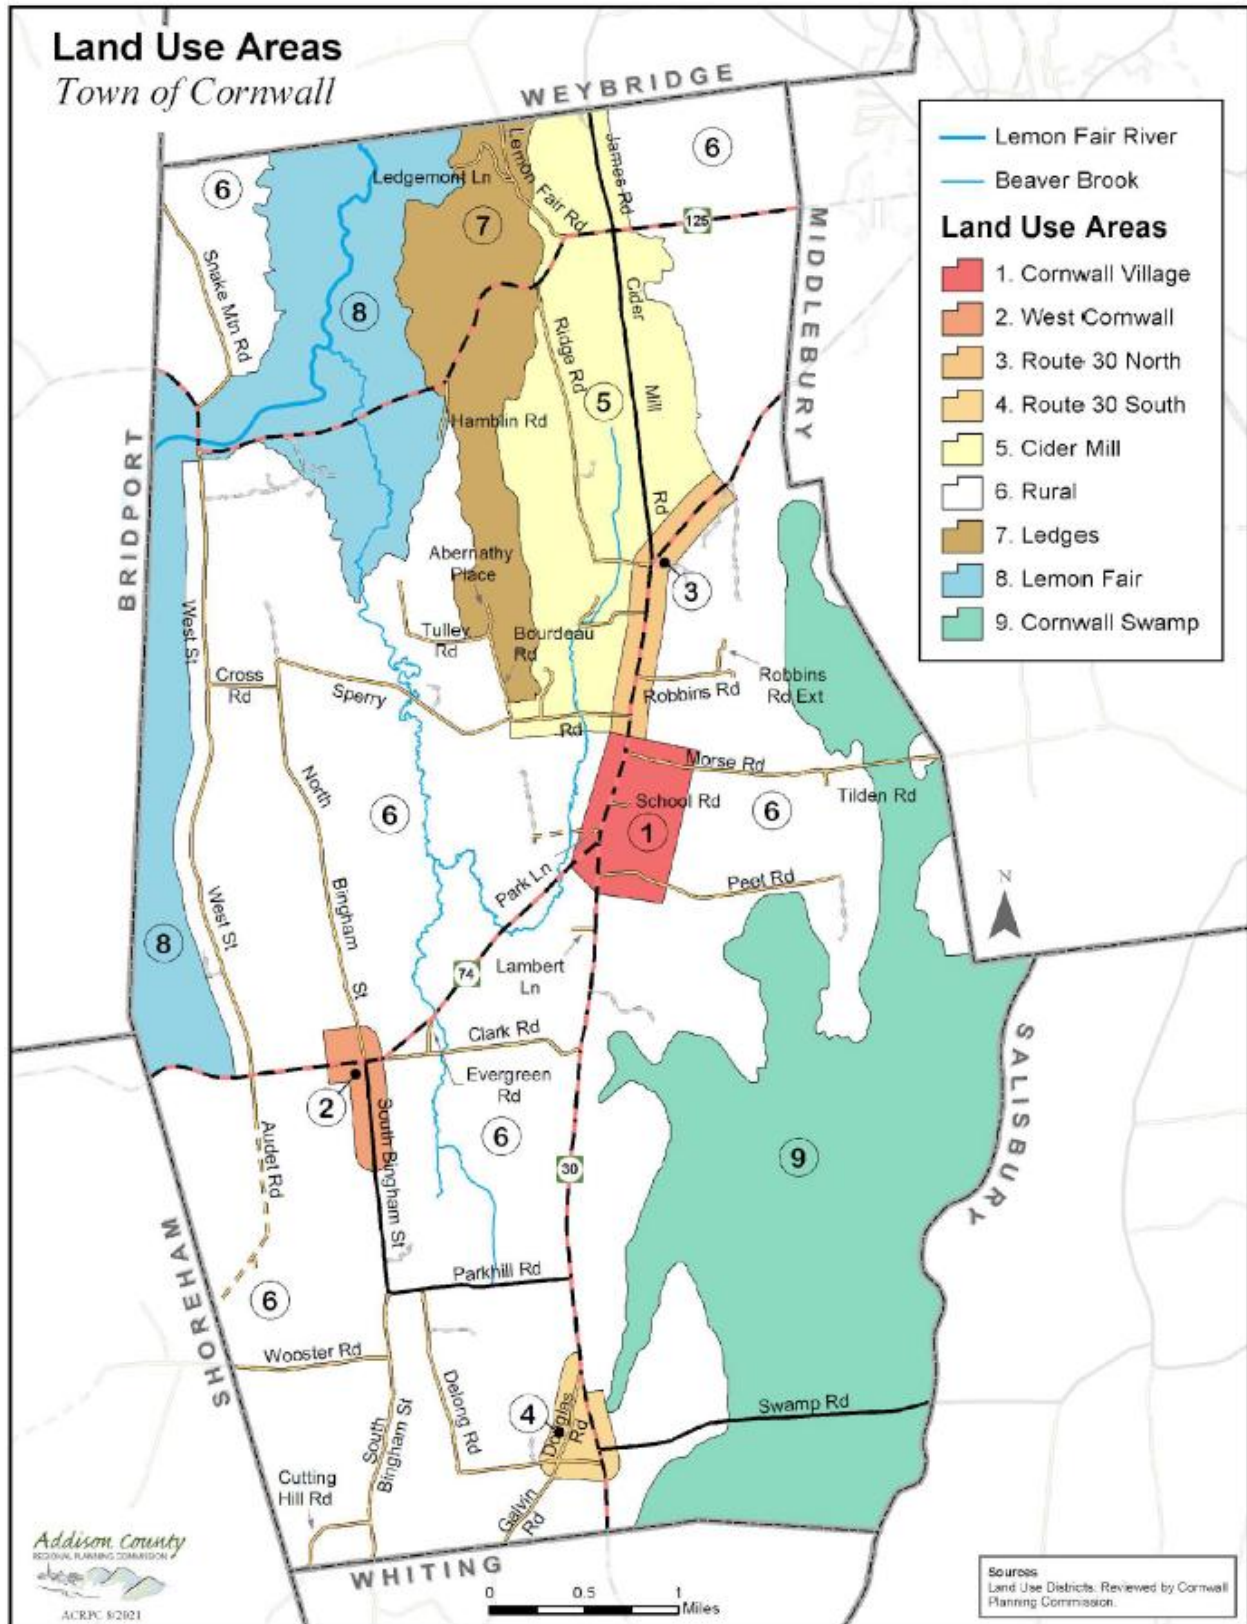 Land Use Areas
Town of Cornwall
WEYBRIDGE
Lemon Fair River
Beaver Brook
Land Use Areas
1. Cornwall Village
2. West Cornwall
3. Route 30 North
4. Route 30 South
5. Cider Mill
6. Rural
7. Ledges
8. Lemon Fair
9. Cornwall Swamp
6
6
Ledgemont Ln
Lemon Fair Rd
James Rd
7
125
MIDDLEBURY
Snake Mtn Rd
8
Cider
Mill
Rd
Ridge Rd
5
Hamblin Rd
BRIDPORT
Abernathy
Place
3
West St
Tulley
Rd
Bourdeau
Rd
Cross
Rd
Sperry
Rd
Robbins Rd
Robbins
Rd Ext
North
Bingham
St
Morse Rd
Tilden Rd
School Rd
6
1
6
Park Ln
Peet Rd
N
West St
8
Lambert
Ln
74
Clark Rd
Evergreen
Rd
2
6
South Bingham St
Audet Rd
30
9
SALISBURY
SHOREHAM
6
Parkhill Rd
Wooster Rd
Delong Rd
4
Douglas
Rd
Swamp Rd
South
Bingham St
Cutting
Hill Rd
Galvin
Rd
WHITING
Addison County
REGIONAL PLANNING COMMISSION
ACRPC 8/2021
0 0.5 1
Miles
Sources
Land Use Districts: Reviewed by Cornwall
Planning Commission.